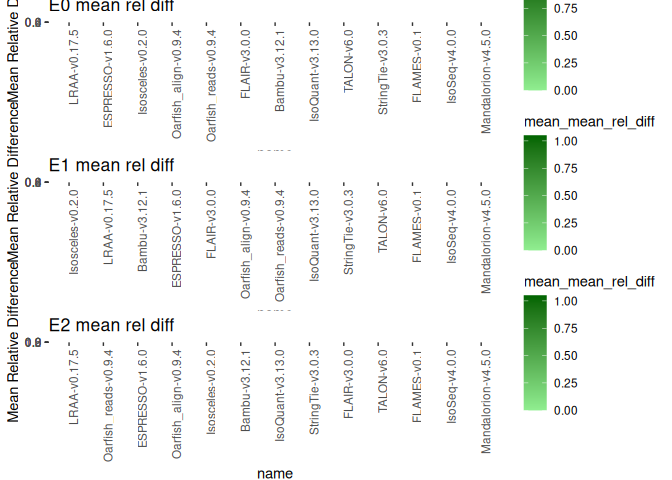 E0 mean rel diff
Mean Relative Difference
LRAA-v0.17.5
ESPRESSO-v1.6.0
Isosceles-v0.2.0
Oarfish_align-v0.9.4
Oarfish_reads-v0.9.4
FLAIR-v3.0.0
Bambu-v3.12.1
IsoQuant-v3.13.0
TALON-v6.0
StringTie-v3.0.3
FLAMES-v0.1
IsoSeq-v4.0.0
Mandalorion-v4.5.0
0.75
0.50
0.25
0.00
E1 mean rel diff
Mean Relative Difference
Isosceles-v0.2.0
LRAA-v0.17.5
Bambu-v3.12.1
ESPRESSO-v1.6.0
FLAIR-v3.0.0
Oarfish_align-v0.9.4
Oarfish_reads-v0.9.4
IsoQuant-v3.13.0
StringTie-v3.0.3
TALON-v6.0
FLAMES-v0.1
IsoSeq-v4.0.0
Mandalorion-v4.5.0
mean_mean_rel_diff
1.00
0.75
0.50
0.25
0.00
E2 mean rel diff
Mean Relative Difference
LRAA-v0.17.5
Oarfish_reads-v0.9.4
ESPRESSO-v1.6.0
Oarfish_align-v0.9.4
Isosceles-v0.2.0
Bambu-v3.12.1
IsoQuant-v3.13.0
StringTie-v3.0.3
FLAIR-v3.0.0
TALON-v6.0
FLAMES-v0.1
IsoSeq-v4.0.0
Mandalorion-v4.5.0
name
mean_mean_rel_diff
1.00
0.75
0.50
0.25
0.00